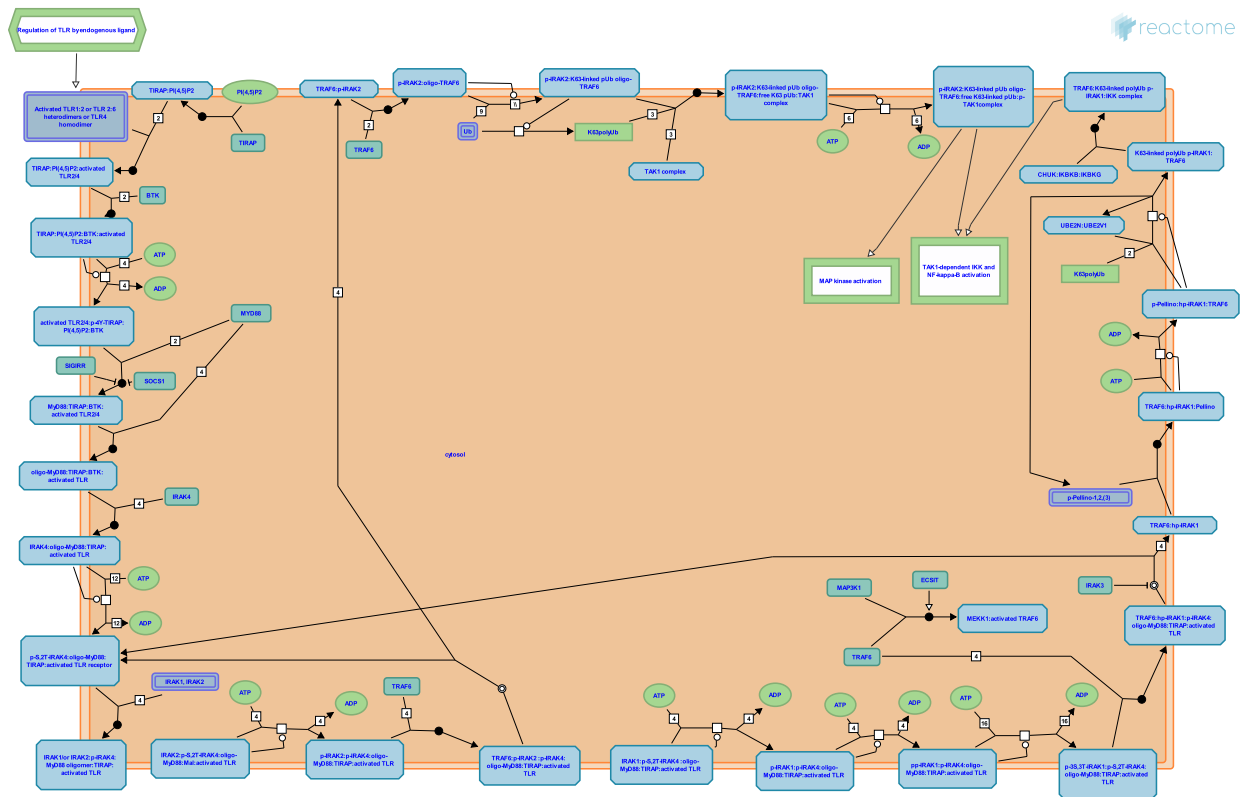 Regulation of TLR byendogenous ligand
reactome
Activated TLR1:2 or TLR 2:6
heterodimers or TLR4
homodimer
TIRAP:PI(4,5)P2
PI(4,5)P2
TIRAP
2
TIRAP:PI(4,5)P2:activated
TLR2/4
2
BTK
TIRAP:PI(4,5)P2:BTK:activated
TLR2/4
4
ATP
4
ADP
activated TLR2/4:p-4Y-TIRAP:
PI(4,5)P2:BTK
MYD88
2
4
SIGIRR
SOCS1
MyD88:TIRAP:BTK:
activated TLR2/4
oligo-MyD88:TIRAP:BTK:
activated TLR
4
IRAK4
IRAK4:oligo-MyD88:TIRAP:
activated TLR
12
ATP
12
ADP
p-S,2T-IRAK4:oligo-MyD88:
TIRAP:activated TLR receptor
4
IRAK1, IRAK2
IRAK1/or IRAK2:p-IRAK4:
MyD88 oligomer:TIRAP:
activated TLR
TRAF6:p-IRAK2
2
TRAF6
4
p-IRAK2:oligo-TRAF6
9
Ub
p-IRAK2:K63-linked pUb oligo-
TRAF6
K63polyUb
3
3
TAK1 complex
p-IRAK2:K63-linked pUb oligo-
TRAF6:free K63 pUb:TAK1
complex
6
ATP
6
ADP
p-IRAK2:K63-linked pUb oligo-
TRAF6:free K63-linked pUb:p-
TAK1complex
MAP kinase activation
TAK1-dependent IKK and
NF-kappa-B activation
TRAF6:K63-linked polyUb p-
IRAK1:IKK complex
CHUK:IKBKB:IKBKG
K63-linked polyUb p-IRAK1:
TRAF6
UBE2N:UBE2V1
2
K63polyUb
p-Pellino:hp-IRAK1:TRAF6
ADP
ATP
TRAF6:hp-IRAK1:Pellino
p-Pellino-1,2,(3)
TRAF6:hp-IRAK1
4
IRAK3
TRAF6:hp-IRAK1:p-IRAK4:
oligo-MyD88:TIRAP:activated
TLR
cytosol
MAP3K1
ECSIT
MEKK1:activated TRAF6
TRAF6
4
IRAK2:p-S,2T-IRAK4:oligo-
MyD88:Mal:activated TLR
ATP
4
4
ADP
p-IRAK2:p-IRAK4:oligo-
MyD88:TIRAP:activated TLR
TRAF6
4
TRAF6:p-IRAK2 :p-IRAK4:
oligo-MyD88:TIRAP:activated
TLR
IRAK1:p-S,2T-IRAK4 :oligo-
MyD88:TIRAP:activated TLR
ATP
4
4
ADP
p-IRAK1:p-IRAK4:oligo-
MyD88:TIRAP:activated TLR
ATP
4
4
ADP
pp-IRAK1:p-IRAK4:oligo-
MyD88:TIRAP:activated TLR
ATP
16
16
ADP
p-3S,3T-IRAK1:p-S,2T-IRAK4:
oligo-MyD88:TIRAP:activated
TLR